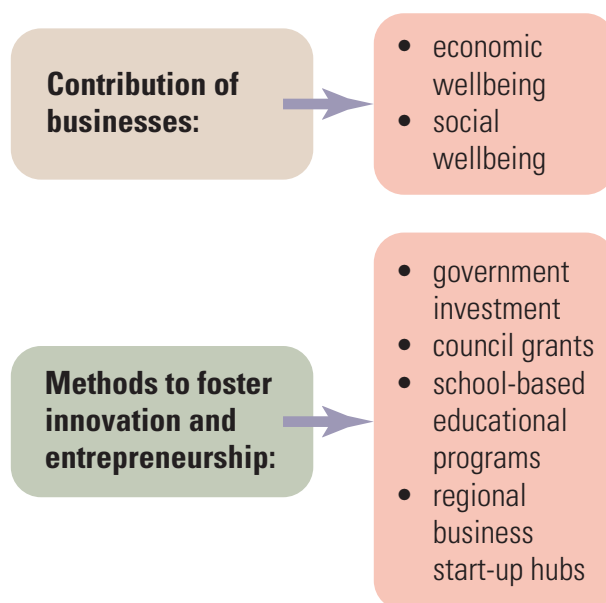 Contribution of
businesses:
• economic
wellbeing
• social
wellbeing
Methods to foster
innovation and
entrepreneurship:
• government
investment
• council grants
• school-based
educational
programs
• regional
business
start-up hubs